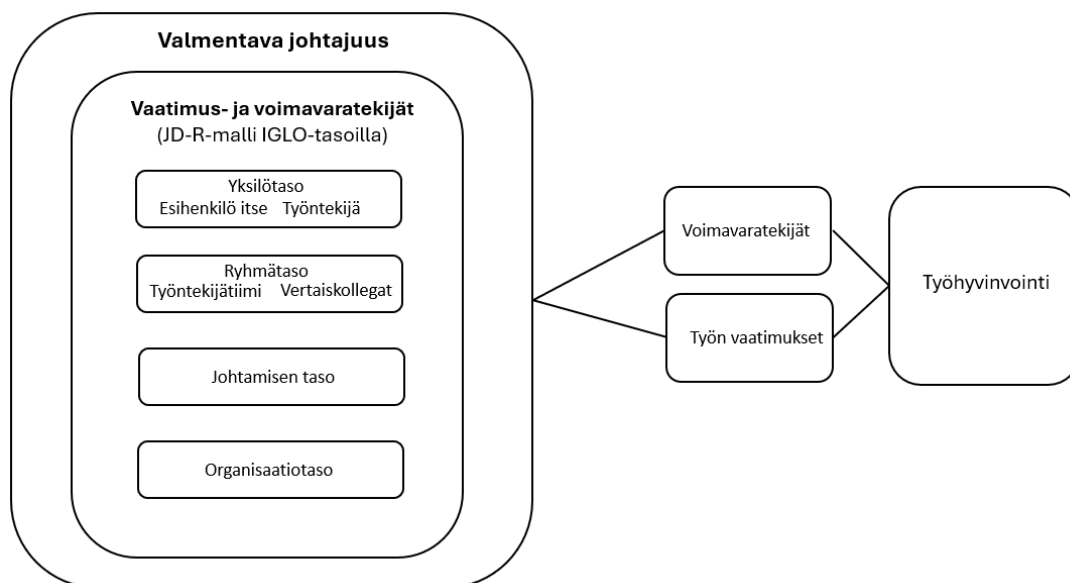 Valmentava johtajuus
Vaatimus- ja voimavaratekijät
(JD-R-malli IGLO-tasoilla)
Yksilötaso
Esihenkilö itse Työntekijä
Ryhmätaso
Työntekijätiimi Vertaiskollegat
Johtamisen taso
Organisaatiotaso
Voimavaratekijät
Työn vaatimukset
Työhyvinvointi